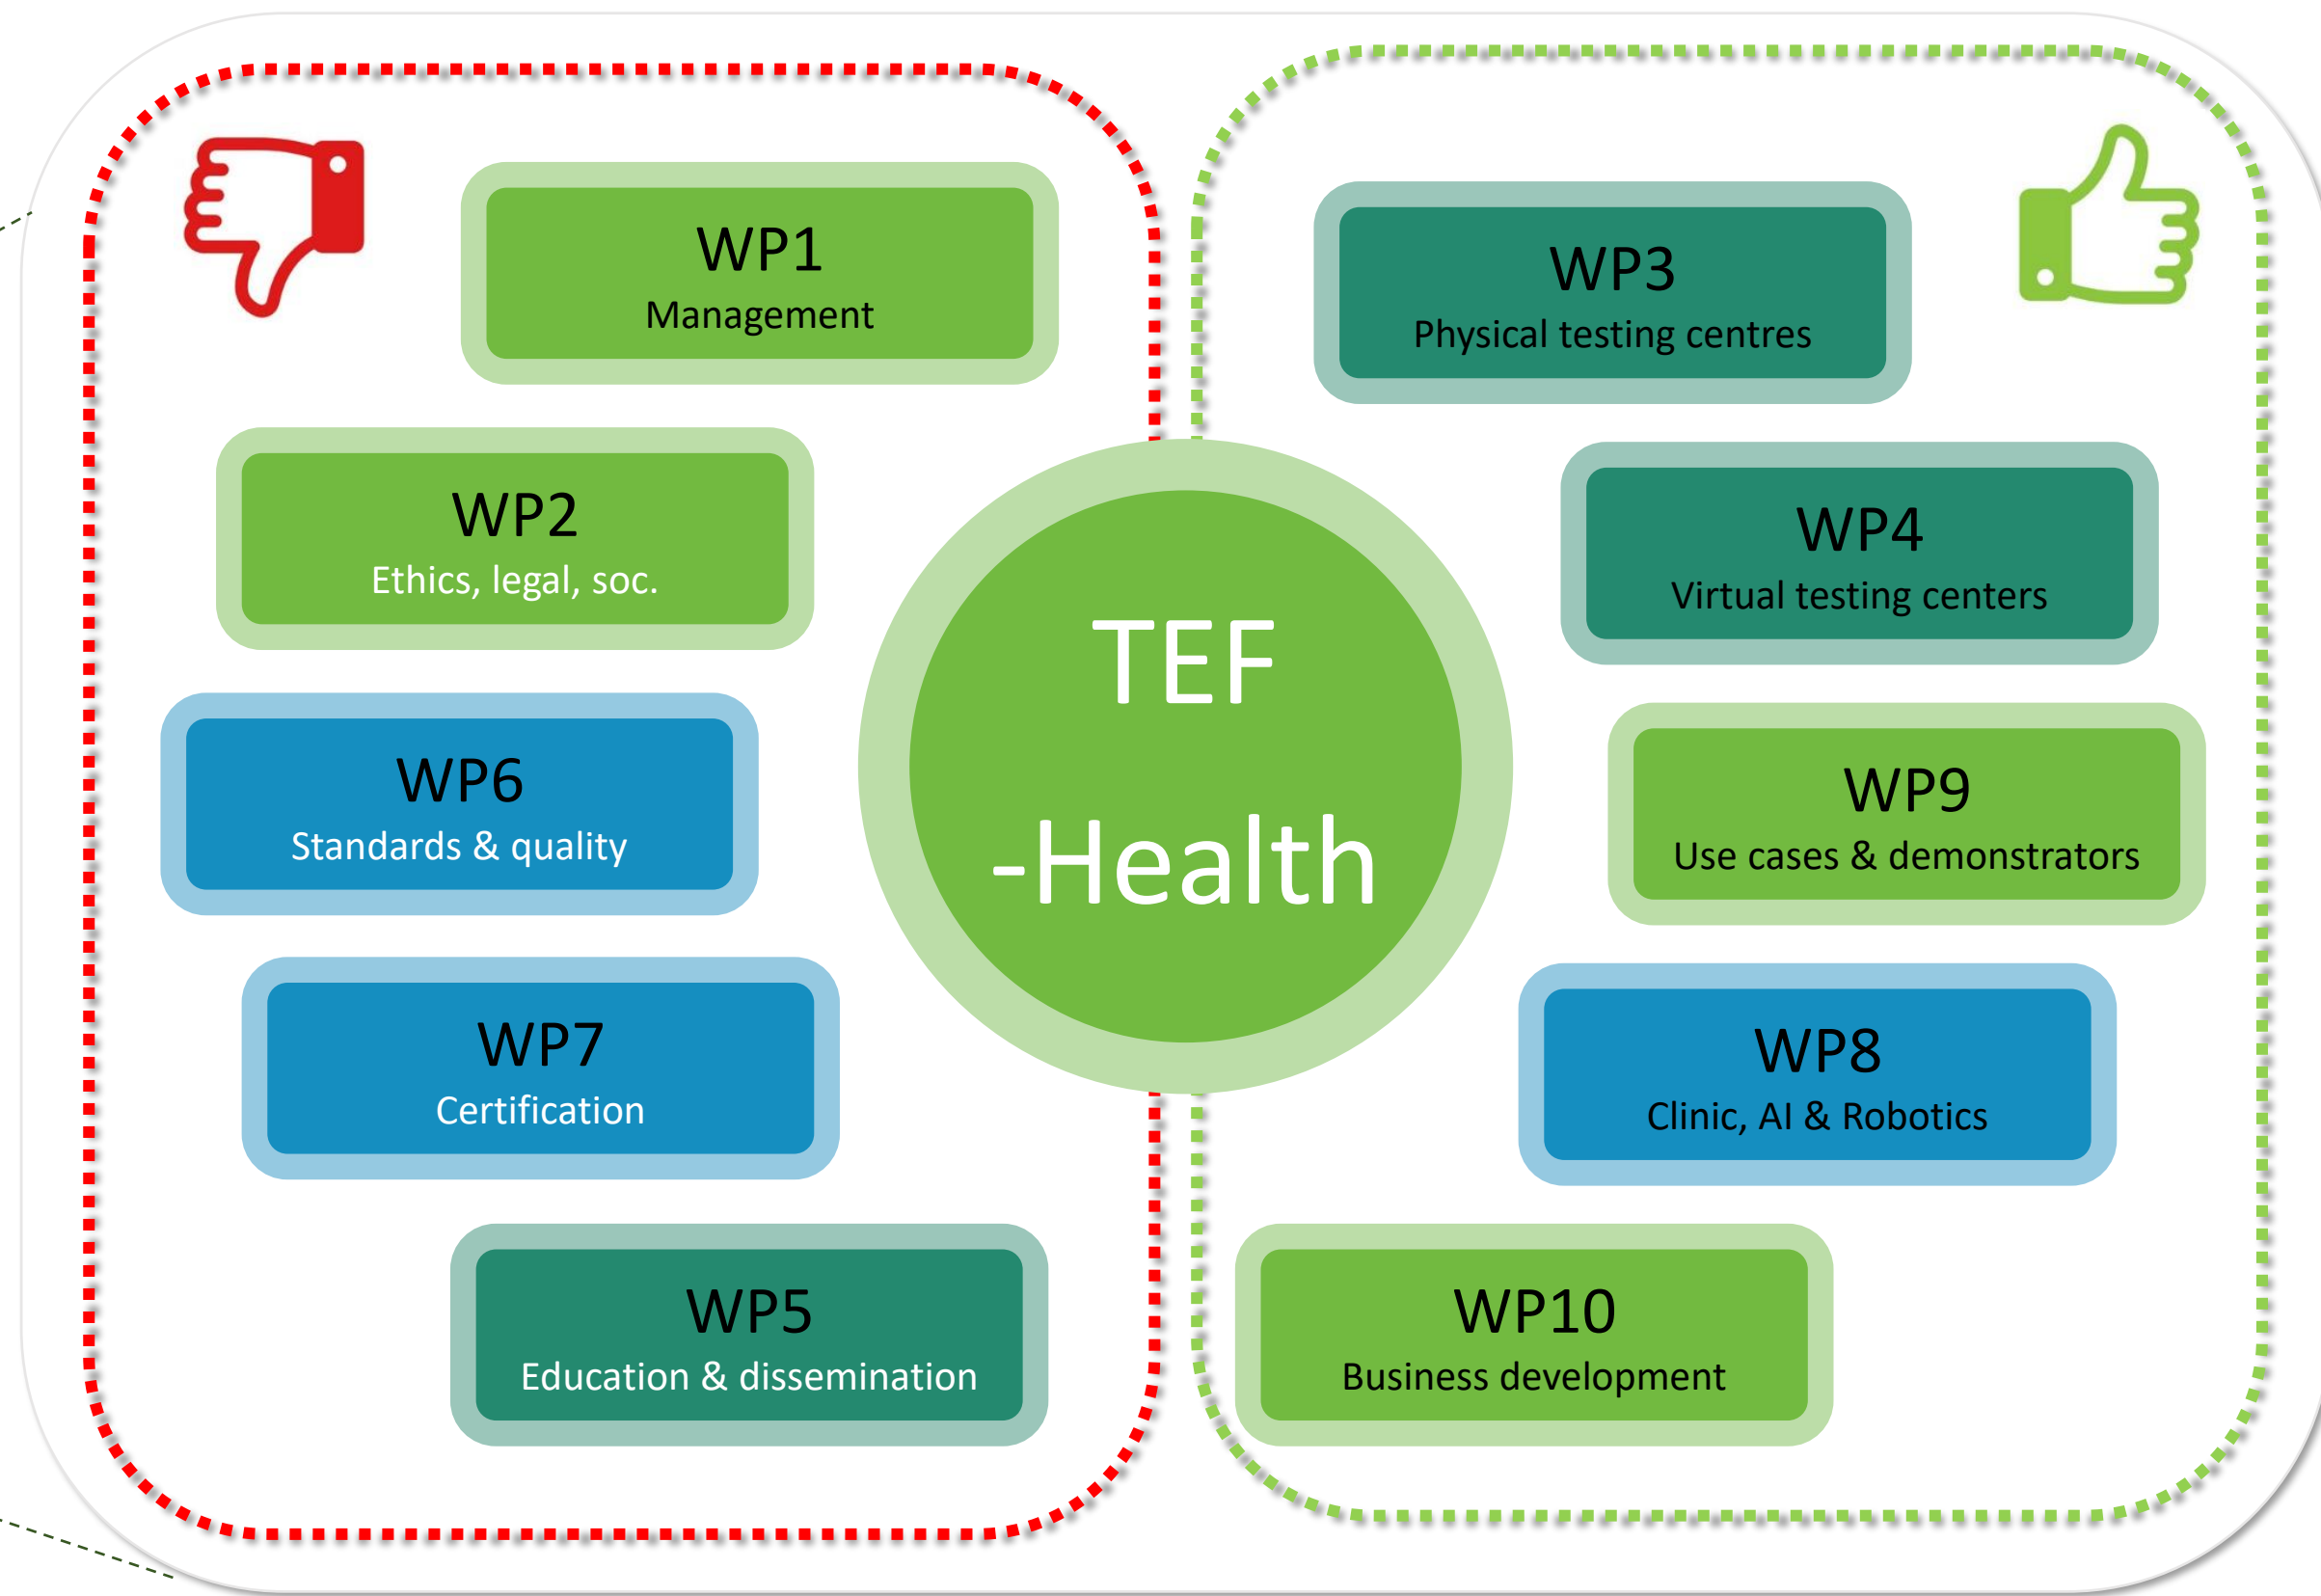 WP1
Management
WP2
Ethics, legal, soc.
WP6
Standards & quality
WP7
Certification
WP5
Education & dissemination
TEF
-Health
WP3
Physical testing centres
WP4
Virtual testing centers
WP9
Use cases & demonstrators
WP8
Clinic, AI & Robotics
WP10
Business development